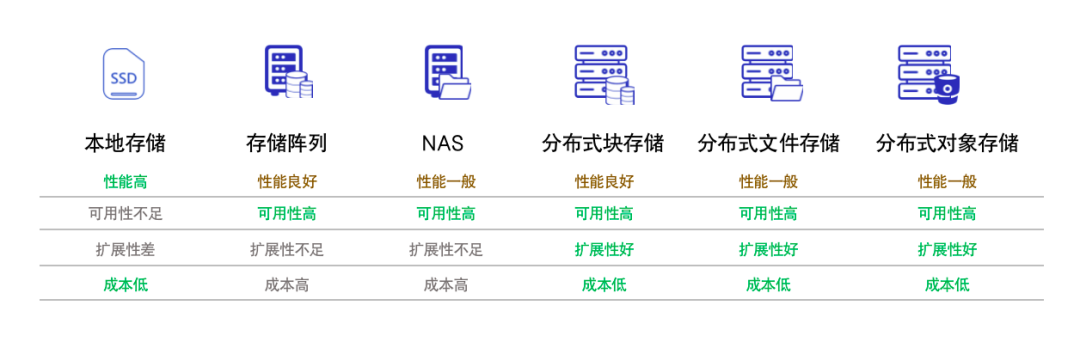 SSD
本地存储 存储阵列 NAS 分布式块存储 分布式文件存储 分布式对象存储
性能高 性能良好 性能一般 性能良好 性能一般 性能一般
可用性不足 可用性高 可用性高 可用性高 可用性高 可用性高
扩展性差 扩展性不足 扩展性不足 扩展性好 扩展性好 扩展性好
成本低 成本高 成本高 成本低 成本低 成本低